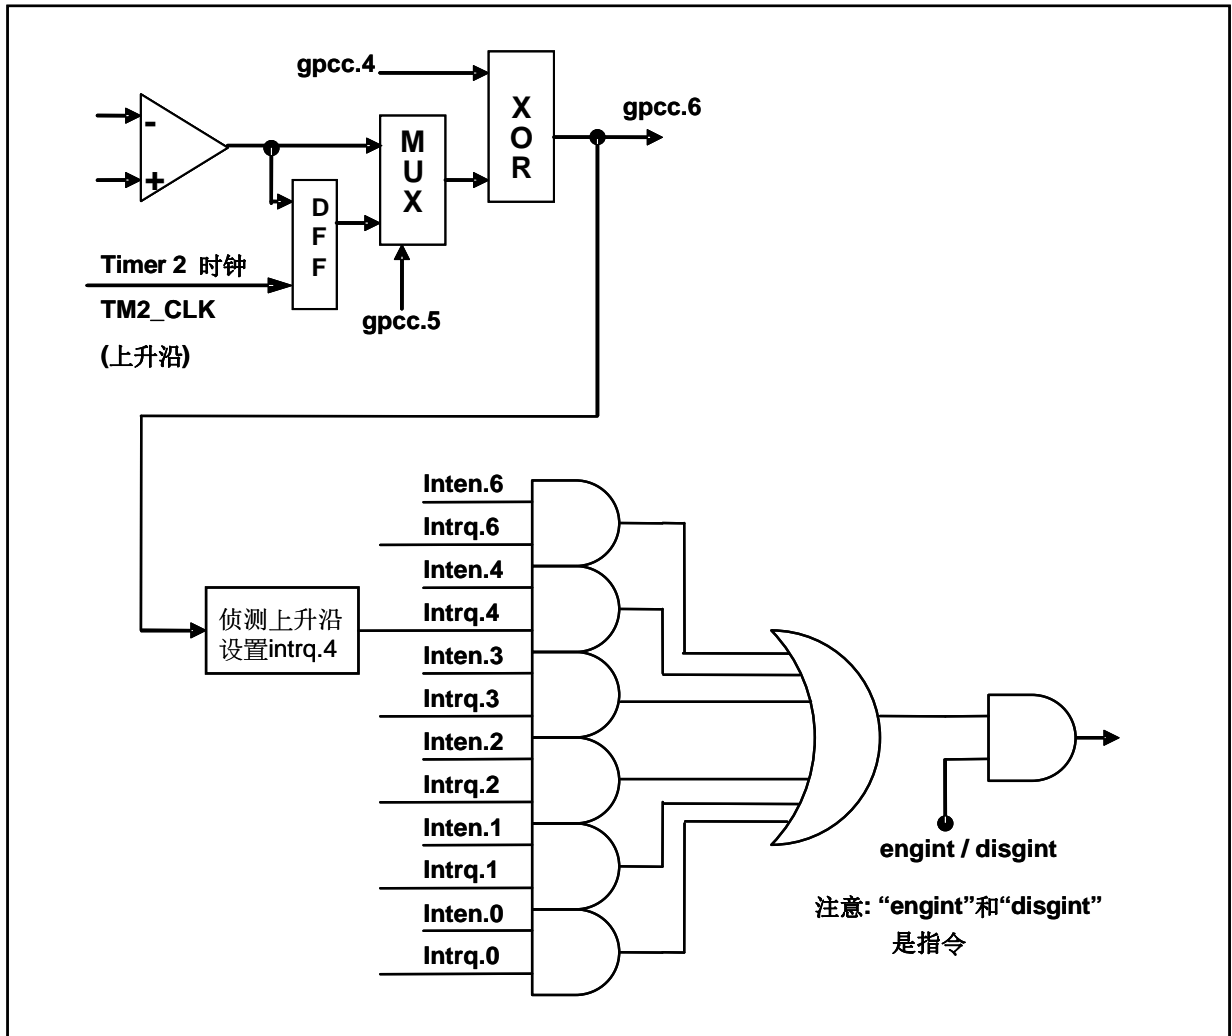 gpcc.4
XOR
gpcc.6
-
+
MUX
DFF
Timer 2 时钟
TM2_CLK
(上升沿)
gpcc.5
Inten.6
Intrq.6
Inten.4
Intrq.4
侦测上升沿
设置intrq.4
Inten.3
Intrq.3
Inten.2
Intrq.2
Inten.1
Intrq.1
Inten.0
Intrq.0
engint / disgint
注意: “engint”和“disgint”
是指令